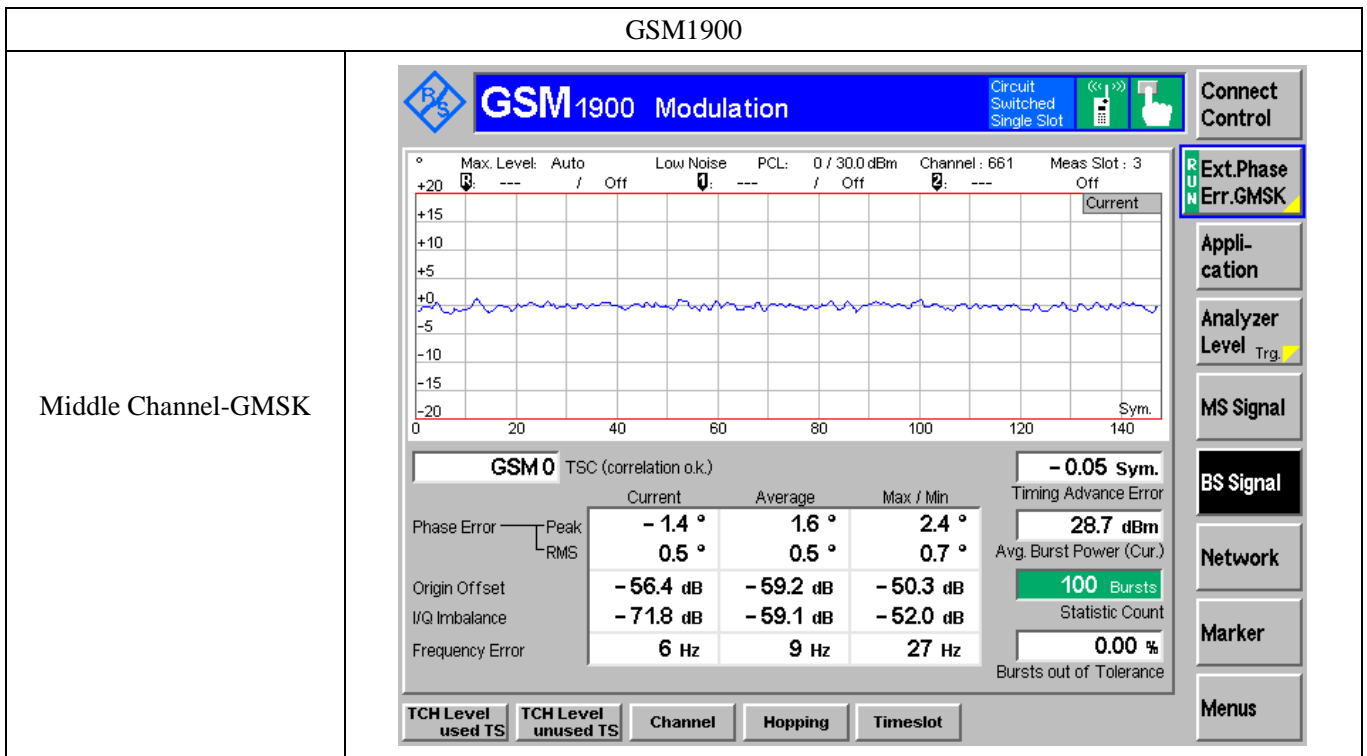 GSM1900
Middle Channel-GMSK
R/S
GSM 1900 Modulation
Circuit
Switched
Single Slot
Connect
Control
° Max. Level: Auto Low Noise PCL: 0 / 30.0 dBm Channel : 661 Meas Slot : 3
+20 R: --- / Off 1: --- / Off 2: --- Off
Current
+15
+10
+5
+0
-5
-10
-15
-20 Sym.
0 20 40 60 80 100 120 140
RUN
Ext.Phase
Err.GMSK
Appli-
cation
Analyzer
Level Trg.
MS Signal
BS Signal
Network
Marker
Menus
GSM 0 TSC (correlation o.k.)
- 0.05 Sym.
Timing Advance Error
Current Average Max / Min
Phase Error Peak - 1.4 ° 1.6 ° 2.4 °
28.7 dBm
RMS 0.5 ° 0.5 ° 0.7 °
Avg. Burst Power (Cur.)
Origin Offset - 56.4 dB - 59.2 dB - 50.3 dB
100 Bursts
Statistic Count
I/Q Imbalance - 71.8 dB - 59.1 dB - 52.0 dB
Frequency Error 6 Hz 9 Hz 27 Hz
0.00 %
Bursts out of Tolerance
TCH Level
used TS
TCH Level
unused TS
Channel
Hopping
Timeslot